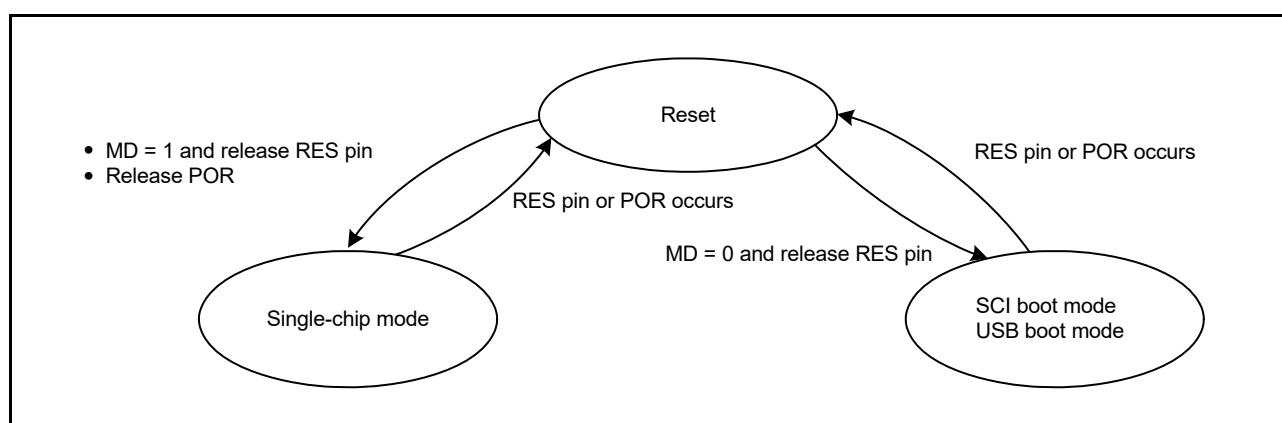 Reset
• MD = 1 and release RES pin
• Release POR
RES pin or POR occurs
RES pin or POR occurs
MD = 0 and release RES pin
Single-chip mode
SCI boot mode
USB boot mode